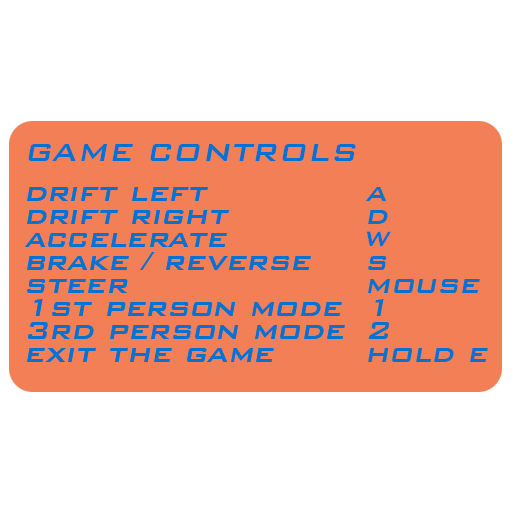 GAME CONTROLS
DRIFT LEFT A
DRIFT RIGHT D
ACCELERATE W
BRAKE / REVERSE S
STEER MOUSE
1ST PERSON MODE 1
3RD PERSON MODE 2
EXIT THE GAME HOLD E